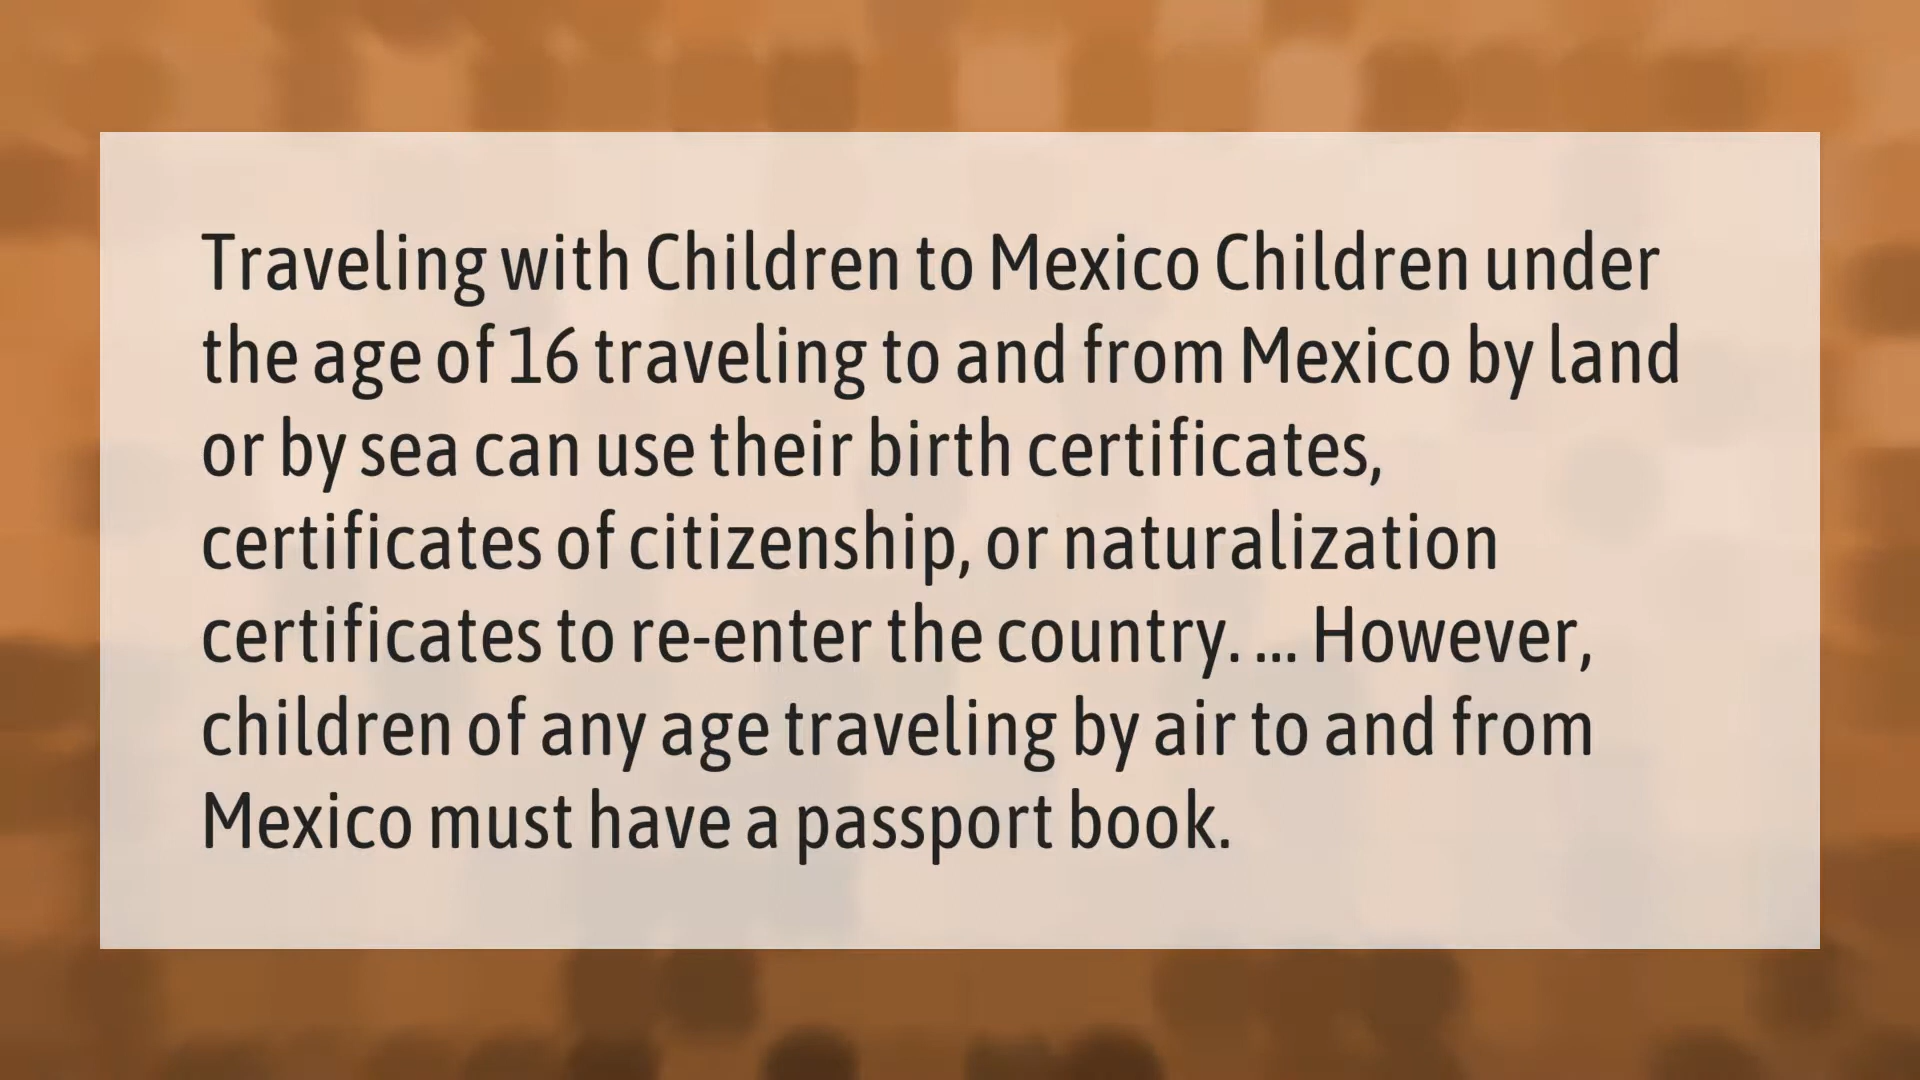 Traveling with Children to Mexico Children under
the age of 16 traveling to and from Mexico by land
or by sea can use their birth certificates,
certificates of citizenship, or naturalization
certificates to re-enter the country. ... However,
children of any age traveling by air to and from
Mexico must have a passport book.